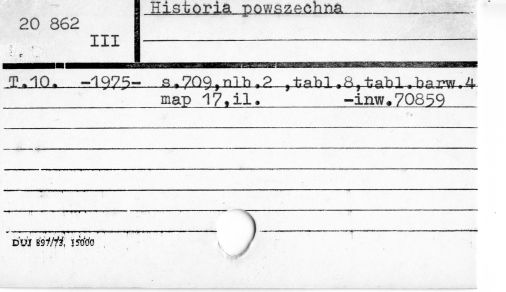 Historia powszechna
20 862
III
T.10. -1975- s.709,nlb.2 ,tabl.8,tabl.barw.4
map 17,il. -inw.70859
DUJ 897/73, 15000